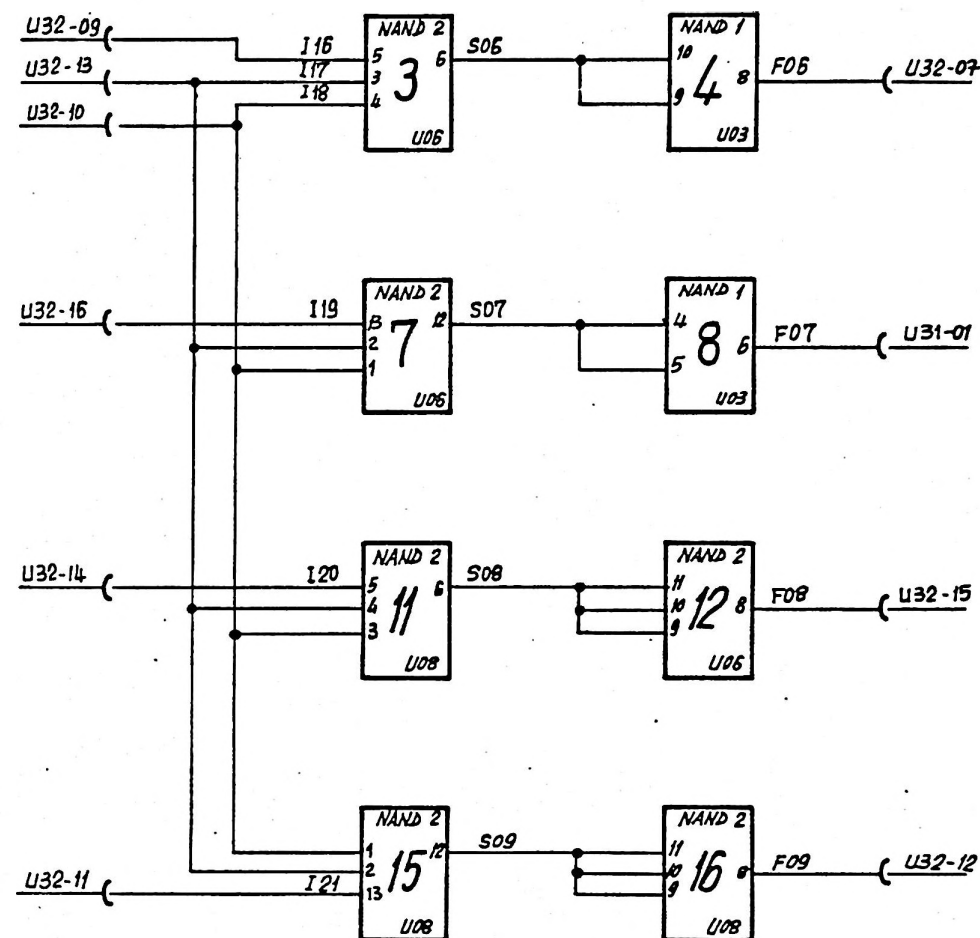 U32-09
U32-13
U32-10
I16
I17
I18
NAND 2
5
3
4
6
3
U06
S06
NAND 1
10
9
8
4
U03
F06
U32-07
U32-16
I19
NAND 2
13
2
1
12
7
U06
S07
NAND 1
4
5
6
8
U03
F07
U31-01
U32-14
I20
NAND 2
5
4
3
6
11
U08
S08
NAND 2
11
10
9
8
12
U06
F08
U32-15
U32-11
I21
NAND 2
1
2
13
12
15
U08
S09
NAND 2
11
10
9
8
16
U08
F09
U32-12